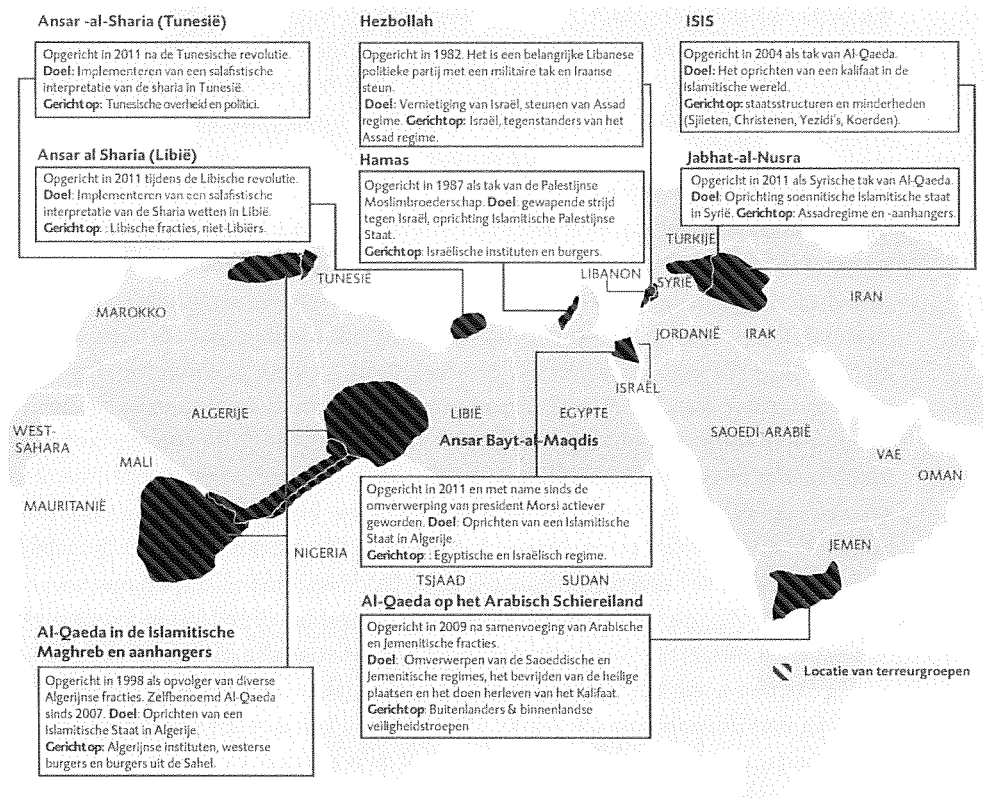 Ansar -al-Sharia (Tunesië)
Opgericht in 2011 na de Tunesische revolutie.
Doel: Implementeren van een salafistische
interpretatie van de sharia in Tunesië.
Gericht op: Tunesische overheid en politici.
Ansar al Sharia (Libië)
Opgericht in 2011 tijdens de Libische revolutie.
Doel: Implementeren van een salafistische
interpretatie van de Sharia wetten in Libië.
Gericht op: : Libische fracties, niet-Libiërs.
Hezbollah
Opgericht in 1982. Het is een belangrijke Libanese
politieke partij met een militaire tak en Iraanse
steun.
Doel: Vernietiging van Israël, steunen van Assad
regime. Gericht op: Israël, tegenstanders van het
Assad regime.
Hamas
Opgericht in 1987 als tak van de Palestijnse
Moslimbroederschap. Doel: gewapende strijd
tegen Israël, oprichting Islamitische Palestijnse
Staat.
Gericht op: Israëlische instituten en burgers.
ISIS
Opgericht in 2004 als tak van Al-Qaeda.
Doel: Het oprichten van een kalifaat in de
Islamitische wereld.
Gericht op: staatsstructuren en minderheden
(Sjiieten, Christenen, Yezidi's, Koerden).
Jabhat-al-Nusra
Opgericht in 2011 als Syrische tak van Al-Qaeda.
Doel: Oprichting soennitische Islamitische staat
in Syrië. Gericht op: Assadregime en -aanhangers.
TURKIJE
TUNESIË
LIBANON
SYRIË
IRAN
MAROKKO
JORDANIË
IRAK
ISRAËL
ALGERIJE
LIBIË
EGYPTE
WEST-
SAHARA
SAOEDI-ARABIË
VAE
OMAN
MALI
MAURITANIË
NIGERIA
JEMEN
TSJAAD
SUDAN
Ansar Bayt-al-Maqdis
Opgericht in 2011 en met name sinds de
omverwerping van president Morsi actiever
geworden. Doel: Oprichten van een Islamitische
Staat in Algerije.
Gericht op: : Egyptische en Israëlisch regime.
Al-Qaeda op het Arabisch Schiereiland
Opgericht in 2009 na samenvoeging van Arabische
en Jemenitische fracties.
Doel: Omverwerpen van de Saoeddische en
Jemenitische regimes, het bevrijden van de heilige
plaatsen en het doen herleven van het Kalifaat.
Gericht op: Buitenlanders & binnenlandse
veiligheidstroepen
Al-Qaeda in de Islamitische
Maghreb en aanhangers
Opgericht in 1998 als opvolger van diverse
Algerijnse fracties. Zelfbenoemd Al-Qaeda
sinds 2007. Doel: Oprichten van een
Islamitische Staat in Algerije.
Gericht op: Algerijnse instituten, westerse
burgers en burgers uit de Sahel.
Locatie van terreurgroepen